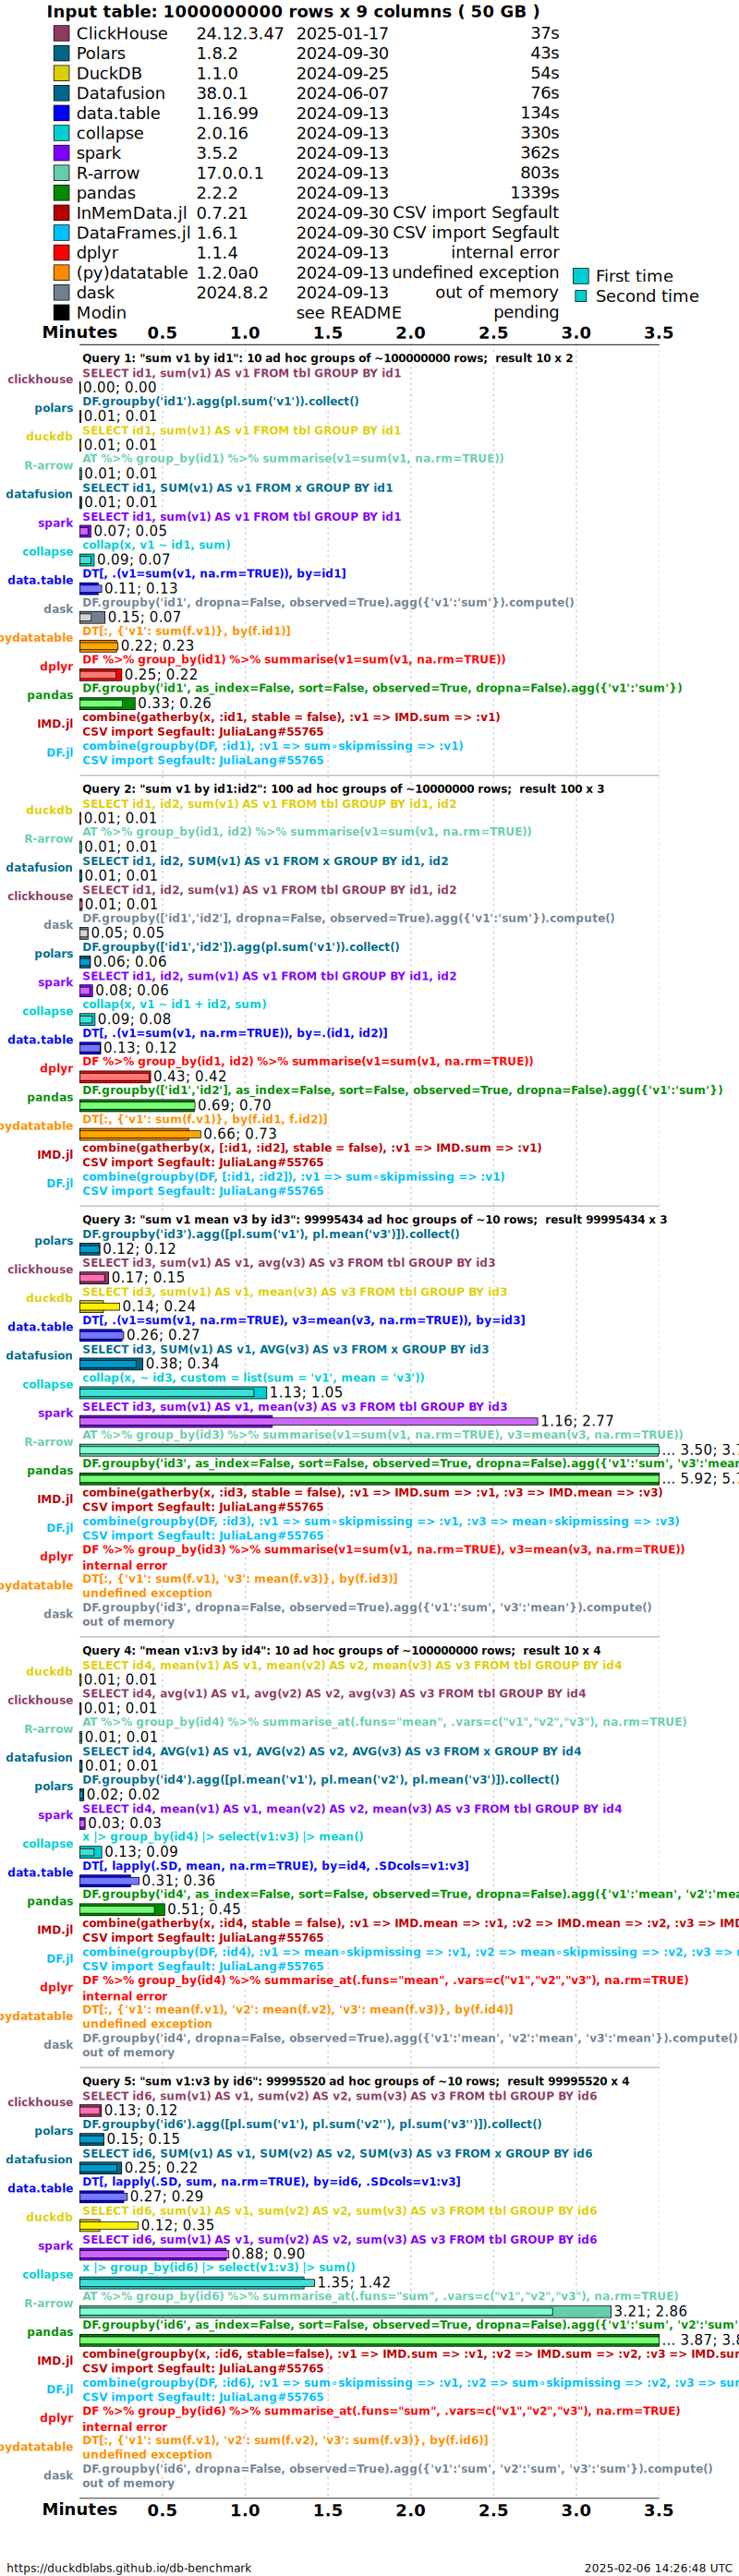 Input table: 1000000000 rows x 9 columns ( 50 GB )
ClickHouse 24.12.3.47 2025-01-17 37s
Polars 1.8.2 2024-09-30 43s
DuckDB 1.1.0 2024-09-25 54s
Datafusion 38.0.1 2024-06-07 76s
data.table 1.16.99 2024-09-13 134s
collapse 2.0.16 2024-09-13 330s
spark 3.5.2 2024-09-13 362s
R-arrow 17.0.0.1 2024-09-13 803s
pandas 2.2.2 2024-09-13 1339s
InMemData.jl 0.7.21 2024-09-30 CSV import Segfault
DataFrames.jl 1.6.1 2024-09-30 CSV import Segfault
dplyr 1.1.4 2024-09-13 internal error
(py)datatable 1.2.0a0 2024-09-13 undefined exception
dask 2024.8.2 2024-09-13 out of memory
Modin see README pending
First time
Second time
Minutes 0.5 1.0 1.5 2.0 2.5 3.0 3.5
Query 1: "sum v1 by id1": 10 ad hoc groups of ~100000000 rows; result 10 x 2
clickhouse SELECT id1, sum(v1) AS v1 FROM tbl GROUP BY id1
0.00; 0.00
polars DF.groupby('id1').agg(pl.sum('v1')).collect()
0.01; 0.01
duckdb SELECT id1, sum(v1) AS v1 FROM tbl GROUP BY id1
0.01; 0.01
R-arrow AT %>% group_by(id1) %>% summarise(v1=sum(v1, na.rm=TRUE))
0.01; 0.01
datafusion SELECT id1, SUM(v1) AS v1 FROM x GROUP BY id1
0.01; 0.01
spark SELECT id1, sum(v1) AS v1 FROM tbl GROUP BY id1
0.07; 0.05
collapse collap(x, v1 ~ id1, sum)
0.09; 0.07
data.table DT[, .(v1=sum(v1, na.rm=TRUE)), by=id1]
0.11; 0.13
dask DF.groupby('id1', dropna=False, observed=True).agg({'v1':'sum'}).compute()
0.15; 0.07
pydatatable DT[:, {'v1': sum(f.v1)}, by(f.id1)]
0.22; 0.23
dplyr DF %>% group_by(id1) %>% summarise(v1=sum(v1, na.rm=TRUE))
0.25; 0.22
pandas DF.groupby('id1', as_index=False, sort=False, observed=True, dropna=False).agg({'v1':'sum'})
0.33; 0.26
IMD.jl combine(gatherby(x, :id1, stable = false), :v1 => IMD.sum => :v1)
CSV import Segfault: JuliaLang#55765
DF.jl combine(groupby(DF, :id1), :v1 => sum∘skipmissing => :v1)
CSV import Segfault: JuliaLang#55765
Query 2: "sum v1 by id1:id2": 100 ad hoc groups of ~10000000 rows; result 100 x 3
duckdb SELECT id1, id2, sum(v1) AS v1 FROM tbl GROUP BY id1, id2
0.01; 0.01
R-arrow AT %>% group_by(id1, id2) %>% summarise(v1=sum(v1, na.rm=TRUE))
0.01; 0.01
datafusion SELECT id1, id2, SUM(v1) AS v1 FROM x GROUP BY id1, id2
0.01; 0.01
clickhouse SELECT id1, id2, sum(v1) AS v1 FROM tbl GROUP BY id1, id2
0.01; 0.01
dask DF.groupby(['id1','id2'], dropna=False, observed=True).agg({'v1':'sum'}).compute()
0.05; 0.05
polars DF.groupby(['id1','id2']).agg(pl.sum('v1')).collect()
0.06; 0.06
spark SELECT id1, id2, sum(v1) AS v1 FROM tbl GROUP BY id1, id2
0.08; 0.06
collapse collap(x, v1 ~ id1 + id2, sum)
0.09; 0.08
data.table DT[, .(v1=sum(v1, na.rm=TRUE)), by=.(id1, id2)]
0.13; 0.12
dplyr DF %>% group_by(id1, id2) %>% summarise(v1=sum(v1, na.rm=TRUE))
0.43; 0.42
pandas DF.groupby(['id1','id2'], as_index=False, sort=False, observed=True, dropna=False).agg({'v1':'sum'})
0.69; 0.70
pydatatable DT[:, {'v1': sum(f.v1)}, by(f.id1, f.id2)]
0.66; 0.73
IMD.jl combine(gatherby(x, [:id1, :id2], stable = false), :v1 => IMD.sum => :v1)
CSV import Segfault: JuliaLang#55765
DF.jl combine(groupby(DF, [:id1, :id2]), :v1 => sum∘skipmissing => :v1)
CSV import Segfault: JuliaLang#55765
Query 3: "sum v1 mean v3 by id3": 99995434 ad hoc groups of ~10 rows; result 99995434 x 3
polars DF.groupby('id3').agg([pl.sum('v1'), pl.mean('v3')]).collect()
0.12; 0.12
clickhouse SELECT id3, sum(v1) AS v1, avg(v3) AS v3 FROM tbl GROUP BY id3
0.17; 0.15
duckdb SELECT id3, sum(v1) AS v1, mean(v3) AS v3 FROM tbl GROUP BY id3
0.14; 0.24
data.table DT[, .(v1=sum(v1, na.rm=TRUE), v3=mean(v3, na.rm=TRUE)), by=id3]
0.26; 0.27
datafusion SELECT id3, SUM(v1) AS v1, AVG(v3) AS v3 FROM x GROUP BY id3
0.38; 0.34
collapse collap(x, ~ id3, custom = list(sum = 'v1', mean = 'v3'))
1.13; 1.05
spark SELECT id3, sum(v1) AS v1, mean(v3) AS v3 FROM tbl GROUP BY id3
1.16; 2.77
R-arrow AT %>% group_by(id3) %>% summarise(v1=sum(v1, na.rm=TRUE), v3=mean(v3, na.rm=TRUE))
... 3.50; 3.7
pandas DF.groupby('id3', as_index=False, sort=False, observed=True, dropna=False).agg({'v1':'sum', 'v3':'mean
... 5.92; 5.7
IMD.jl combine(gatherby(x, :id3, stable = false), :v1 => IMD.sum => :v1, :v3 => IMD.mean => :v3)
CSV import Segfault: JuliaLang#55765
DF.jl combine(groupby(DF, :id3), :v1 => sum∘skipmissing => :v1, :v3 => mean∘skipmissing => :v3)
CSV import Segfault: JuliaLang#55765
dplyr DF %>% group_by(id3) %>% summarise(v1=sum(v1, na.rm=TRUE), v3=mean(v3, na.rm=TRUE))
internal error
pydatatable DT[:, {'v1': sum(f.v1), 'v3': mean(f.v3)}, by(f.id3)]
undefined exception
dask DF.groupby('id3', dropna=False, observed=True).agg({'v1':'sum', 'v3':'mean'}).compute()
out of memory
Query 4: "mean v1:v3 by id4": 10 ad hoc groups of ~100000000 rows; result 10 x 4
duckdb SELECT id4, mean(v1) AS v1, mean(v2) AS v2, mean(v3) AS v3 FROM tbl GROUP BY id4
0.01; 0.01
clickhouse SELECT id4, avg(v1) AS v1, avg(v2) AS v2, avg(v3) AS v3 FROM tbl GROUP BY id4
0.01; 0.01
R-arrow AT %>% group_by(id4) %>% summarise_at(.funs="mean", .vars=c("v1","v2","v3"), na.rm=TRUE)
0.01; 0.01
datafusion SELECT id4, AVG(v1) AS v1, AVG(v2) AS v2, AVG(v3) AS v3 FROM x GROUP BY id4
0.01; 0.01
polars DF.groupby('id4').agg([pl.mean('v1'), pl.mean('v2'), pl.mean('v3')]).collect()
0.02; 0.02
spark SELECT id4, mean(v1) AS v1, mean(v2) AS v2, mean(v3) AS v3 FROM tbl GROUP BY id4
0.03; 0.03
collapse x |> group_by(id4) |> select(v1:v3) |> mean()
0.13; 0.09
data.table DT[, lapply(.SD, mean, na.rm=TRUE), by=id4, .SDcols=v1:v3]
0.31; 0.36
pandas DF.groupby('id4', as_index=False, sort=False, observed=True, dropna=False).agg({'v1':'mean', 'v2':'mea
0.51; 0.45
IMD.jl combine(gatherby(x, :id4, stable = false), :v1 => IMD.mean => :v1, :v2 => IMD.mean => :v2, :v3 => IMD
CSV import Segfault: JuliaLang#55765
DF.jl combine(groupby(DF, :id4), :v1 => mean∘skipmissing => :v1, :v2 => mean∘skipmissing => :v2, :v3 =>
CSV import Segfault: JuliaLang#55765
dplyr DF %>% group_by(id4) %>% summarise_at(.funs="mean", .vars=c("v1","v2","v3"), na.rm=TRUE)
internal error
pydatatable DT[:, {'v1': mean(f.v1), 'v2': mean(f.v2), 'v3': mean(f.v3)}, by(f.id4)]
undefined exception
dask DF.groupby('id4', dropna=False, observed=True).agg({'v1':'mean', 'v2':'mean', 'v3':'mean'}).compute()
out of memory
Query 5: "sum v1:v3 by id6": 99995520 ad hoc groups of ~10 rows; result 99995520 x 4
clickhouse SELECT id6, sum(v1) AS v1, sum(v2) AS v2, sum(v3) AS v3 FROM tbl GROUP BY id6
0.13; 0.12
polars DF.groupby('id6').agg([pl.sum('v1'), pl.sum('v2''), pl.sum('v3'')]).collect()
0.15; 0.15
datafusion SELECT id6, SUM(v1) AS v1, SUM(v2) AS v2, SUM(v3) AS v3 FROM x GROUP BY id6
0.25; 0.22
data.table DT[, lapply(.SD, sum, na.rm=TRUE), by=id6, .SDcols=v1:v3]
0.27; 0.29
duckdb SELECT id6, sum(v1) AS v1, sum(v2) AS v2, sum(v3) AS v3 FROM tbl GROUP BY id6
0.12; 0.35
spark SELECT id6, sum(v1) AS v1, sum(v2) AS v2, sum(v3) AS v3 FROM tbl GROUP BY id6
0.88; 0.90
collapse x |> group_by(id6) |> select(v1:v3) |> sum()
1.35; 1.42
R-arrow AT %>% group_by(id6) %>% summarise_at(.funs="sum", .vars=c("v1","v2","v3"), na.rm=TRUE)
3.21; 2.86
pandas DF.groupby('id6', as_index=False, sort=False, observed=True, dropna=False).agg({'v1':'sum', 'v2':'sum'
... 3.87; 3.8
IMD.jl combine(groupby(x, :id6, stable=false), :v1 => IMD.sum => :v1, :v2 => IMD.sum => :v2, :v3 => IMD.sur
CSV import Segfault: JuliaLang#55765
DF.jl combine(groupby(DF, :id6), :v1 => sum∘skipmissing => :v1, :v2 => sum∘skipmissing => :v2, :v3 => sur
CSV import Segfault: JuliaLang#55765
dplyr DF %>% group_by(id6) %>% summarise_at(.funs="sum", .vars=c("v1","v2","v3"), na.rm=TRUE)
internal error
pydatatable DT[:, {'v1': sum(f.v1), 'v2': sum(f.v2), 'v3': sum(f.v3)}, by(f.id6)]
undefined exception
dask DF.groupby('id6', dropna=False, observed=True).agg({'v1':'sum', 'v2':'sum', 'v3':'sum'}).compute()
out of memory
Minutes 0.5 1.0 1.5 2.0 2.5 3.0 3.5
https://duckdblabs.github.io/db-benchmark 2025-02-06 14:26:48 UTC